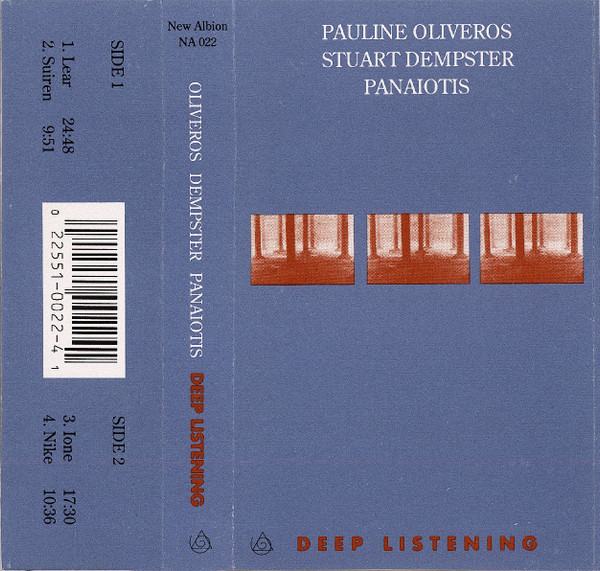 SIDE 1
1. Lear 24:48
2. Suiren 9:51
0 22551-0022-4 1
SIDE 2
3. Ione 17:30
4. Nike 10:36
New Albion
NA 022
OLIVEROS DEMPSTER PANAIOTIS DEEP LISTENING
PAULINE OLIVEROS
STUART DEMPSTER
PANAIOTIS
DEEP LISTENING